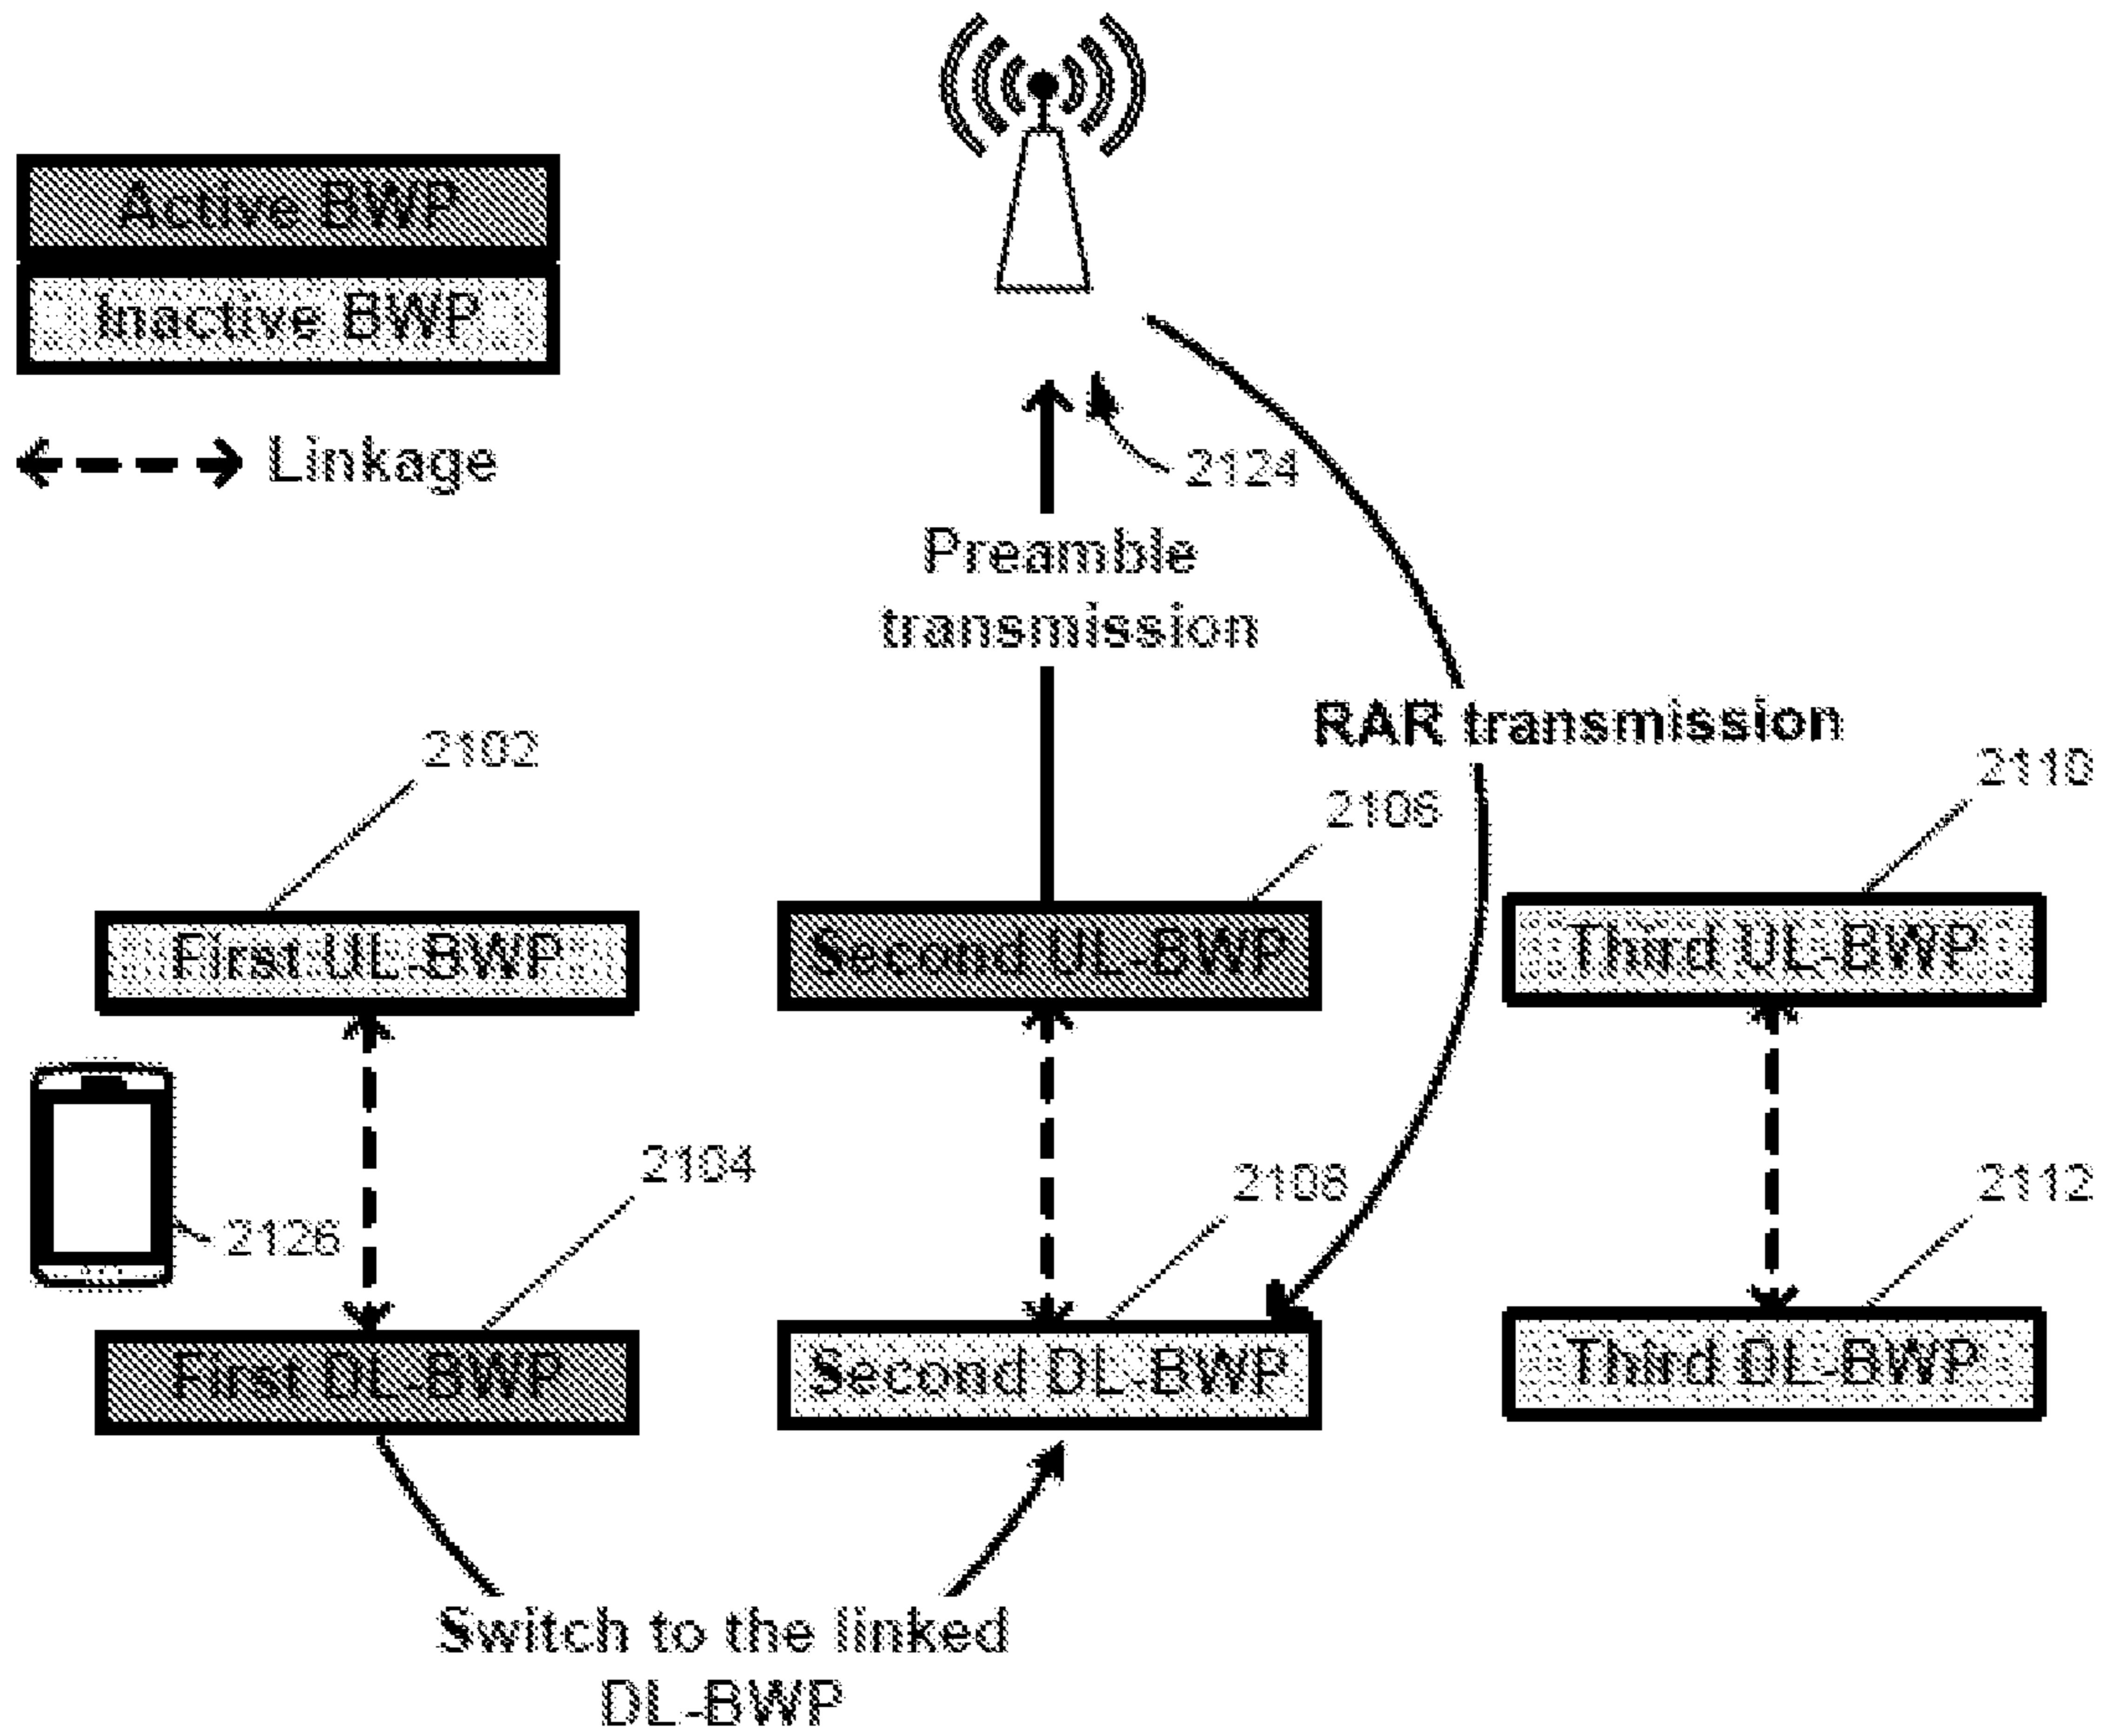 Active BWP
Inactive BWP
Linkage
2124
Preamble
transmission
RAR transmission
2102
2106
2110
First UL-BWP
Second UL-BWP
Third UL-BWP
2126
2104
2108
2112
First DL-BWP
Second DL-BWP
Third DL-BWP
Switch to the linked
DL-BWP